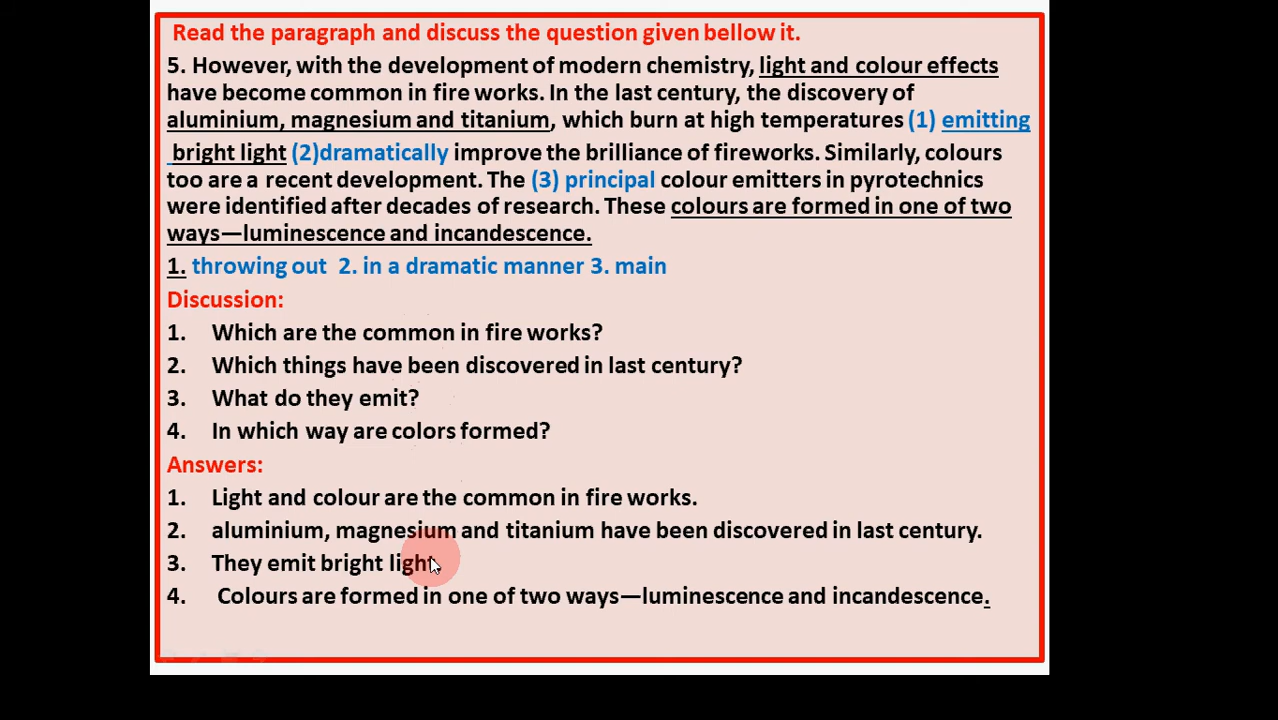 Read the paragraph and discuss the question given bellow it.
5. However, with the development of modern chemistry, light and colour effects
have become common in fire works. In the last century, the discovery of
aluminium, magnesium and titanium, which burn at high temperatures (1) emitting
bright light (2)dramatically improve the brilliance of fireworks. Similarly, colours
too are a recent development. The (3) principal colour emitters in pyrotechnics
were identified after decades of research. These colours are formed in one of two
ways—luminescence and incandescence.
1. throwing out 2. in a dramatic manner 3. main
Discussion:
1. Which are the common in fire works?
2. Which things have been discovered in last century?
3. What do they emit?
4. In which way are colors formed?
Answers:
1. Light and colour are the common in fire works.
2. aluminium, magnesium and titanium have been discovered in last century.
3. They emit bright light
4. Colours are formed in one of two ways—luminescence and incandescence.